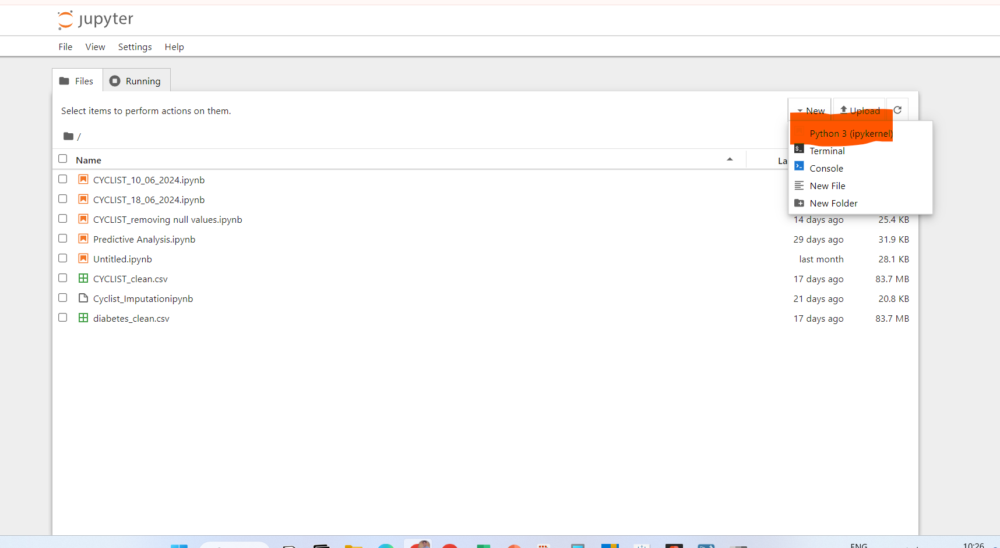 jupyter
File View Settings Help
Files Running
Select items to perform actions on them.
New Upload
/
Python 3 (ipykernel)
Terminal
Console
New File
New Folder
Name La
CYCLIST_10_06_2024.ipynb
CYCLIST_18_06_2024.ipynb
CYCLIST_removing null values.ipynb 14 days ago 25.4 KB
Predictive Analysis.ipynb 29 days ago 31.9 KB
Untitled.ipynb last month 28.1 KB
CYCLIST_clean.csv 17 days ago 83.7 MB
Cyclist_Imputationipynb 21 days ago 20.8 KB
diabetes_clean.csv 17 days ago 83.7 MB
ENG 10:26